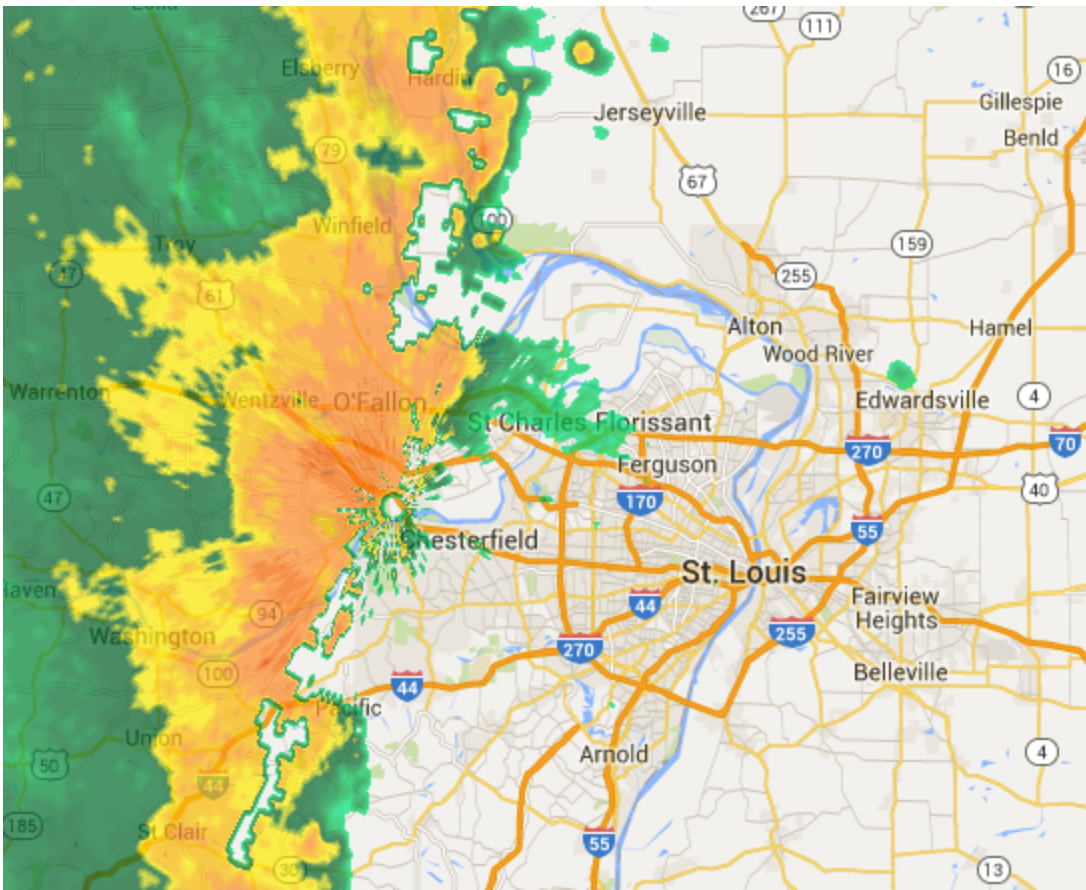 267
111
Elsberry
Hardin
16
Gillespie
Jerseyville
Benld
79
67
Winfield
100
159
Troy
47
255
61
Alton
Hamel
Wood River
Warrenton
Wentzville
O'Fallon
Edwardsville
4
St Charles
Florissant
270
70
Ferguson
40
47
170
55
Chesterfield
St. Louis
Haven
44
Fairview
Heights
94
Washington
255
270
100
Belleville
44
Pacific
Union
Arnold
4
50
44
185
St Clair
55
30
13